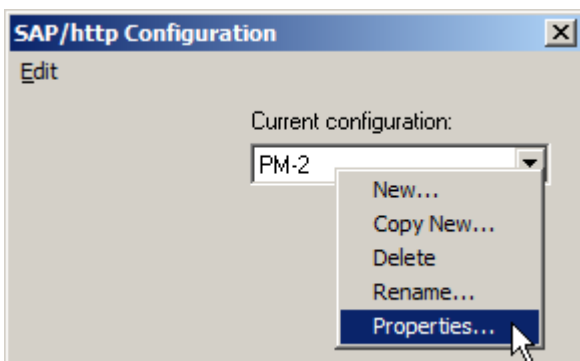 SAP/http Configuration
Edit
Current configuration:
PM-2
New...
Copy New...
Delete
Rename...
Properties...